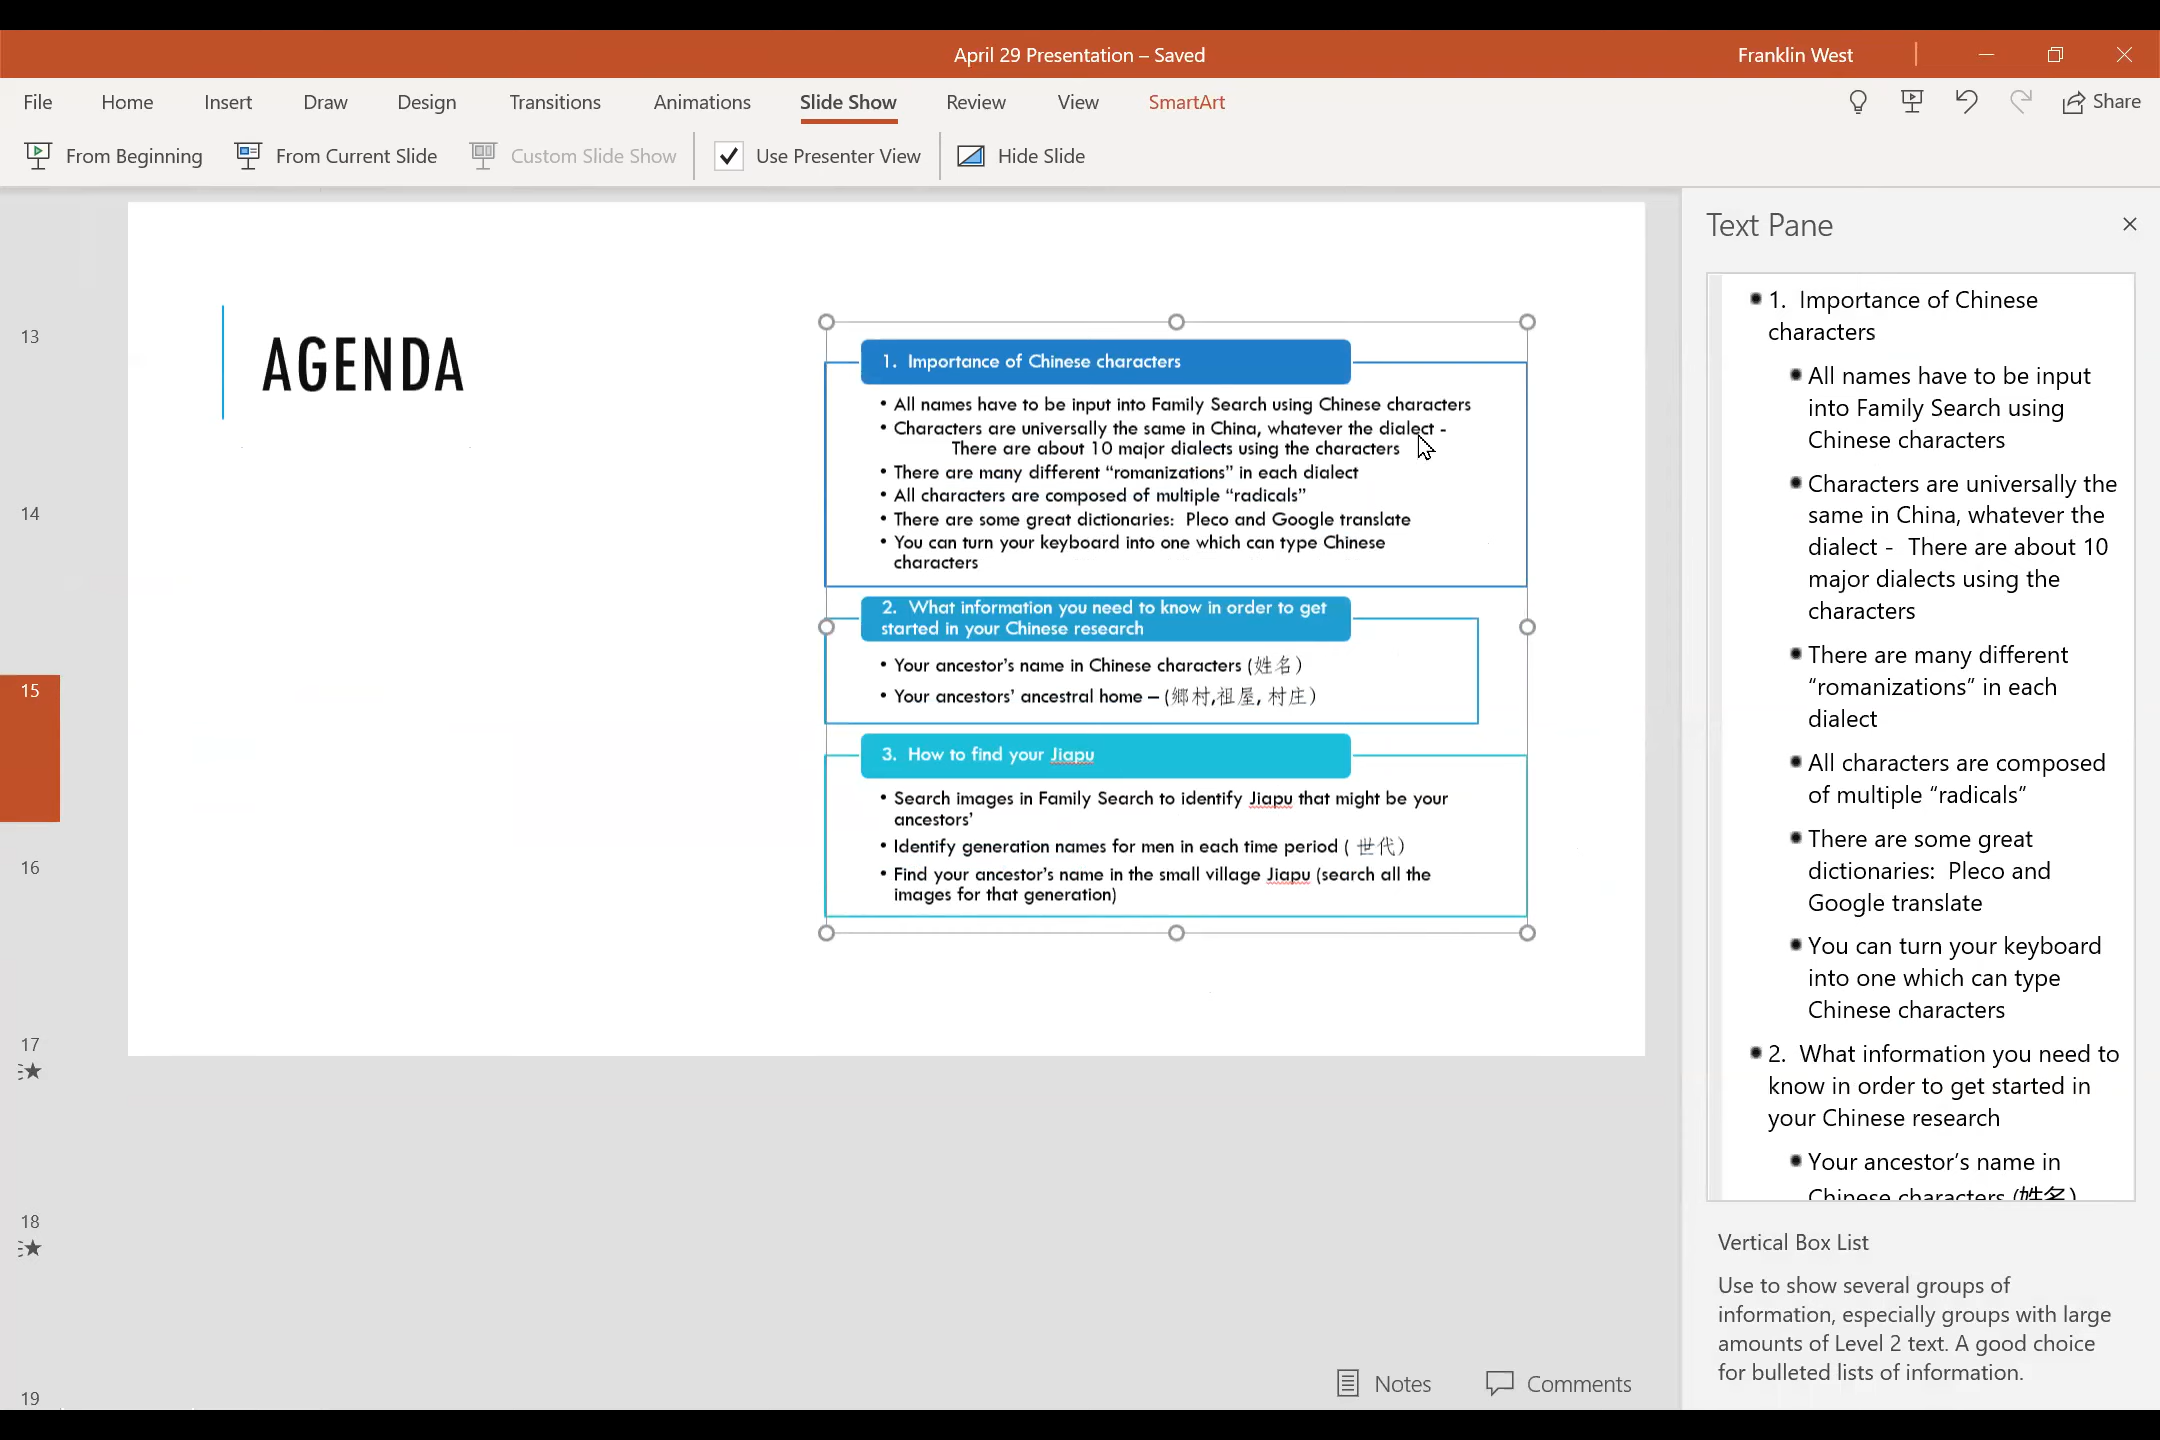 April 29 Presentation – Saved
Franklin West
File Home Insert Draw Design Transitions Animations Slide Show Review View SmartArt Share
From Beginning From Current Slide Custom Slide Show Use Presenter View Hide Slide
13
14
15
16
17
18
19
AGENDA
1. Importance of Chinese characters
• All names have to be input into Family Search using Chinese characters
• Characters are universally the same in China, whatever the dialect -
There are about 10 major dialects using the characters
• There are many different “romanizations” in each dialect
• All characters are composed of multiple “radicals”
• There are some great dictionaries: Pleco and Google translate
• You can turn your keyboard into one which can type Chinese
characters
2. What information you need to know in order to get
started in your Chinese research
• Your ancestor’s name in Chinese characters (姓名)
• Your ancestors’ ancestral home – (鄉村,祖屋, 村庄)
3. How to find your Jiapu
• Search images in Family Search to identify Jiapu that might be your
ancestors’
• Identify generation names for men in each time period ( 世代)
• Find your ancestor’s name in the small village Jiapu (search all the
images for that generation)
Text Pane
1. Importance of Chinese
characters
All names have to be input
into Family Search using
Chinese characters
Characters are universally the
same in China, whatever the
dialect - There are about 10
major dialects using the
characters
There are many different
“romanizations” in each
dialect
All characters are composed
of multiple “radicals”
There are some great
dictionaries: Pleco and
Google translate
You can turn your keyboard
into one which can type
Chinese characters
2. What information you need to
know in order to get started in
your Chinese research
Your ancestor’s name in
Chinese characters (姓名)
Vertical Box List
Use to show several groups of
information, especially groups with large
amounts of Level 2 text. A good choice
for bulleted lists of information.
Notes Comments